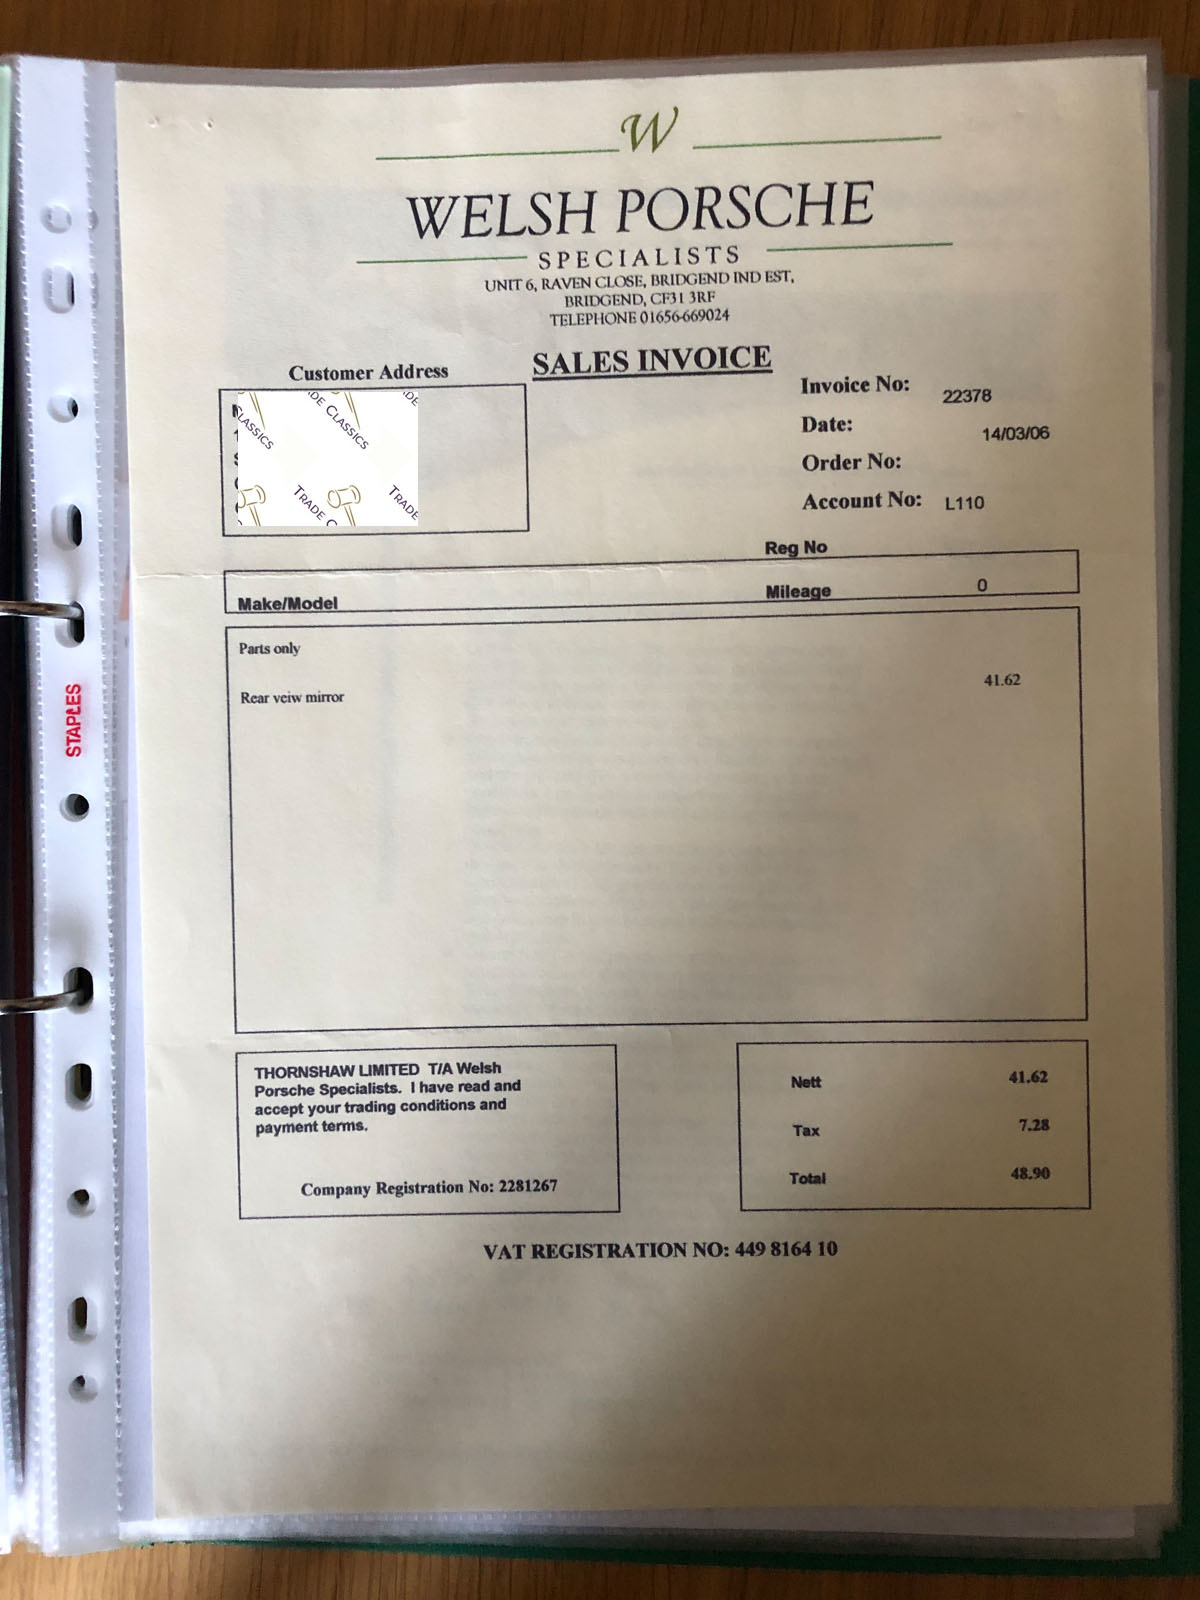 W
WELSH PORSCHE
SPECIALISTS
UNIT 6, RAVEN CLOSE, BRIDGEND IND EST,
BRIDGEND, CF31 3RF
TELEPHONE 01656-669024
SALES INVOICE
Customer Address
DE CLASSICS
DE
CLASSICS
TRADE C
TRADE
Invoice No: 22378
Date: 14/03/06
Order No:
Account No: L110
Reg No
Make/Model
Mileage 0
Parts only
Rear veiw mirror 41.62
THORNSHAW LIMITED T/A Welsh
Porsche Specialists. I have read and
accept your trading conditions and
payment terms.
Company Registration No: 2281267
Nett 41.62
Tax 7.28
Total 48.90
VAT REGISTRATION NO: 449 8164 10
STAPLES